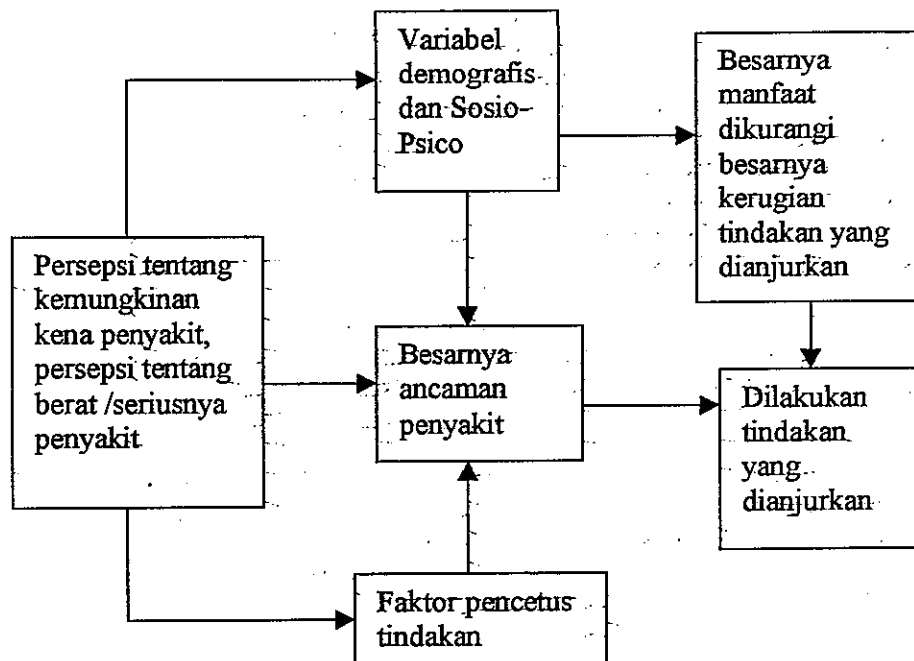 Variabel
demografis
dan Sosio-
Psico
Besarnya
manfaat
dikurangi
besarnya
kerugian
tindakan yang
dianjurkan
Persepsi tentang
kemungkinan
kena penyakit,
persepsi tentang
berat /seriusnya
penyakit
Besarnya
ancaman
penyakit
Dilakukan
tindakan
yang
dianjurkan
Faktor pencetus
tindakan